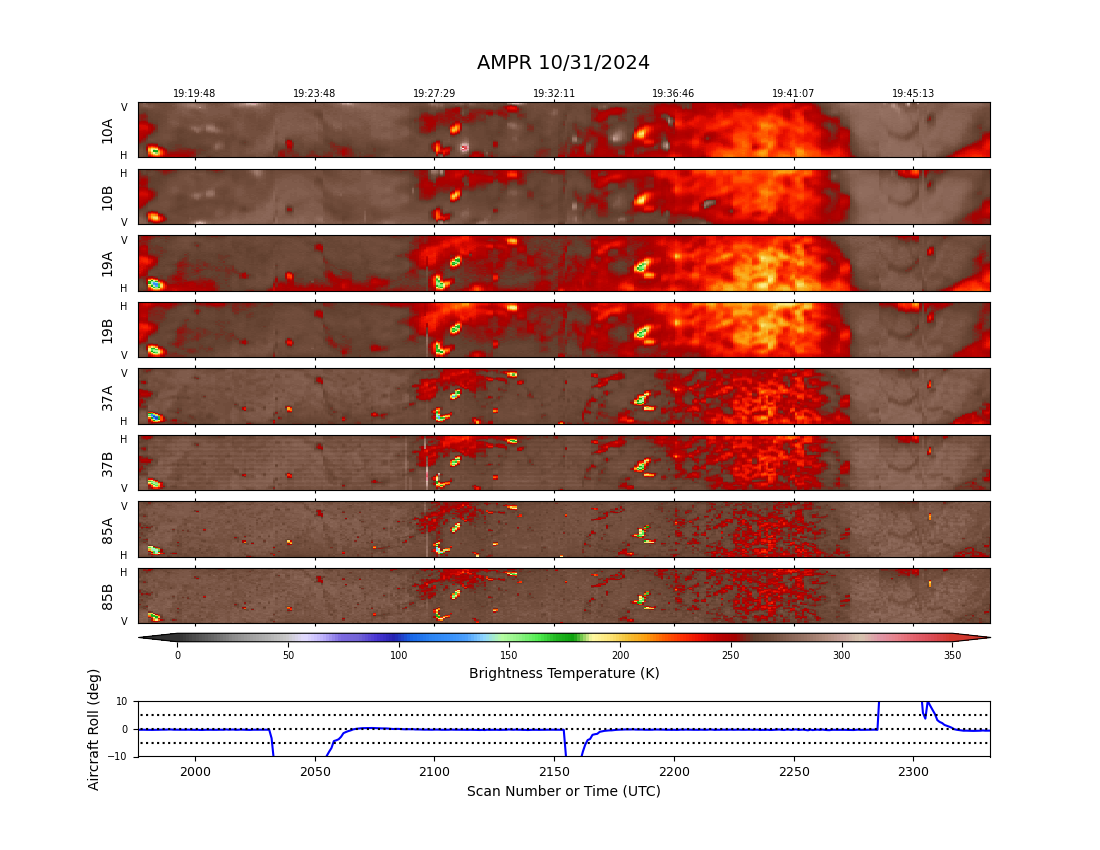 AMPR 10/31/2024
19:19:48 19:23:48 19:27:29 19:32:11 19:36:46 19:41:07 19:45:13
V
10A
H
H
10B
V
V
19A
H
H
19B
V
V
37A
H
H
37B
V
V
85A
H
H
85B
V
0 50 100 150 200 250 300 350
Brightness Temperature (K)
Aircraft Roll (deg)
10
0
−10
2000 2050 2100 2150 2200 2250 2300
Scan Number or Time (UTC)